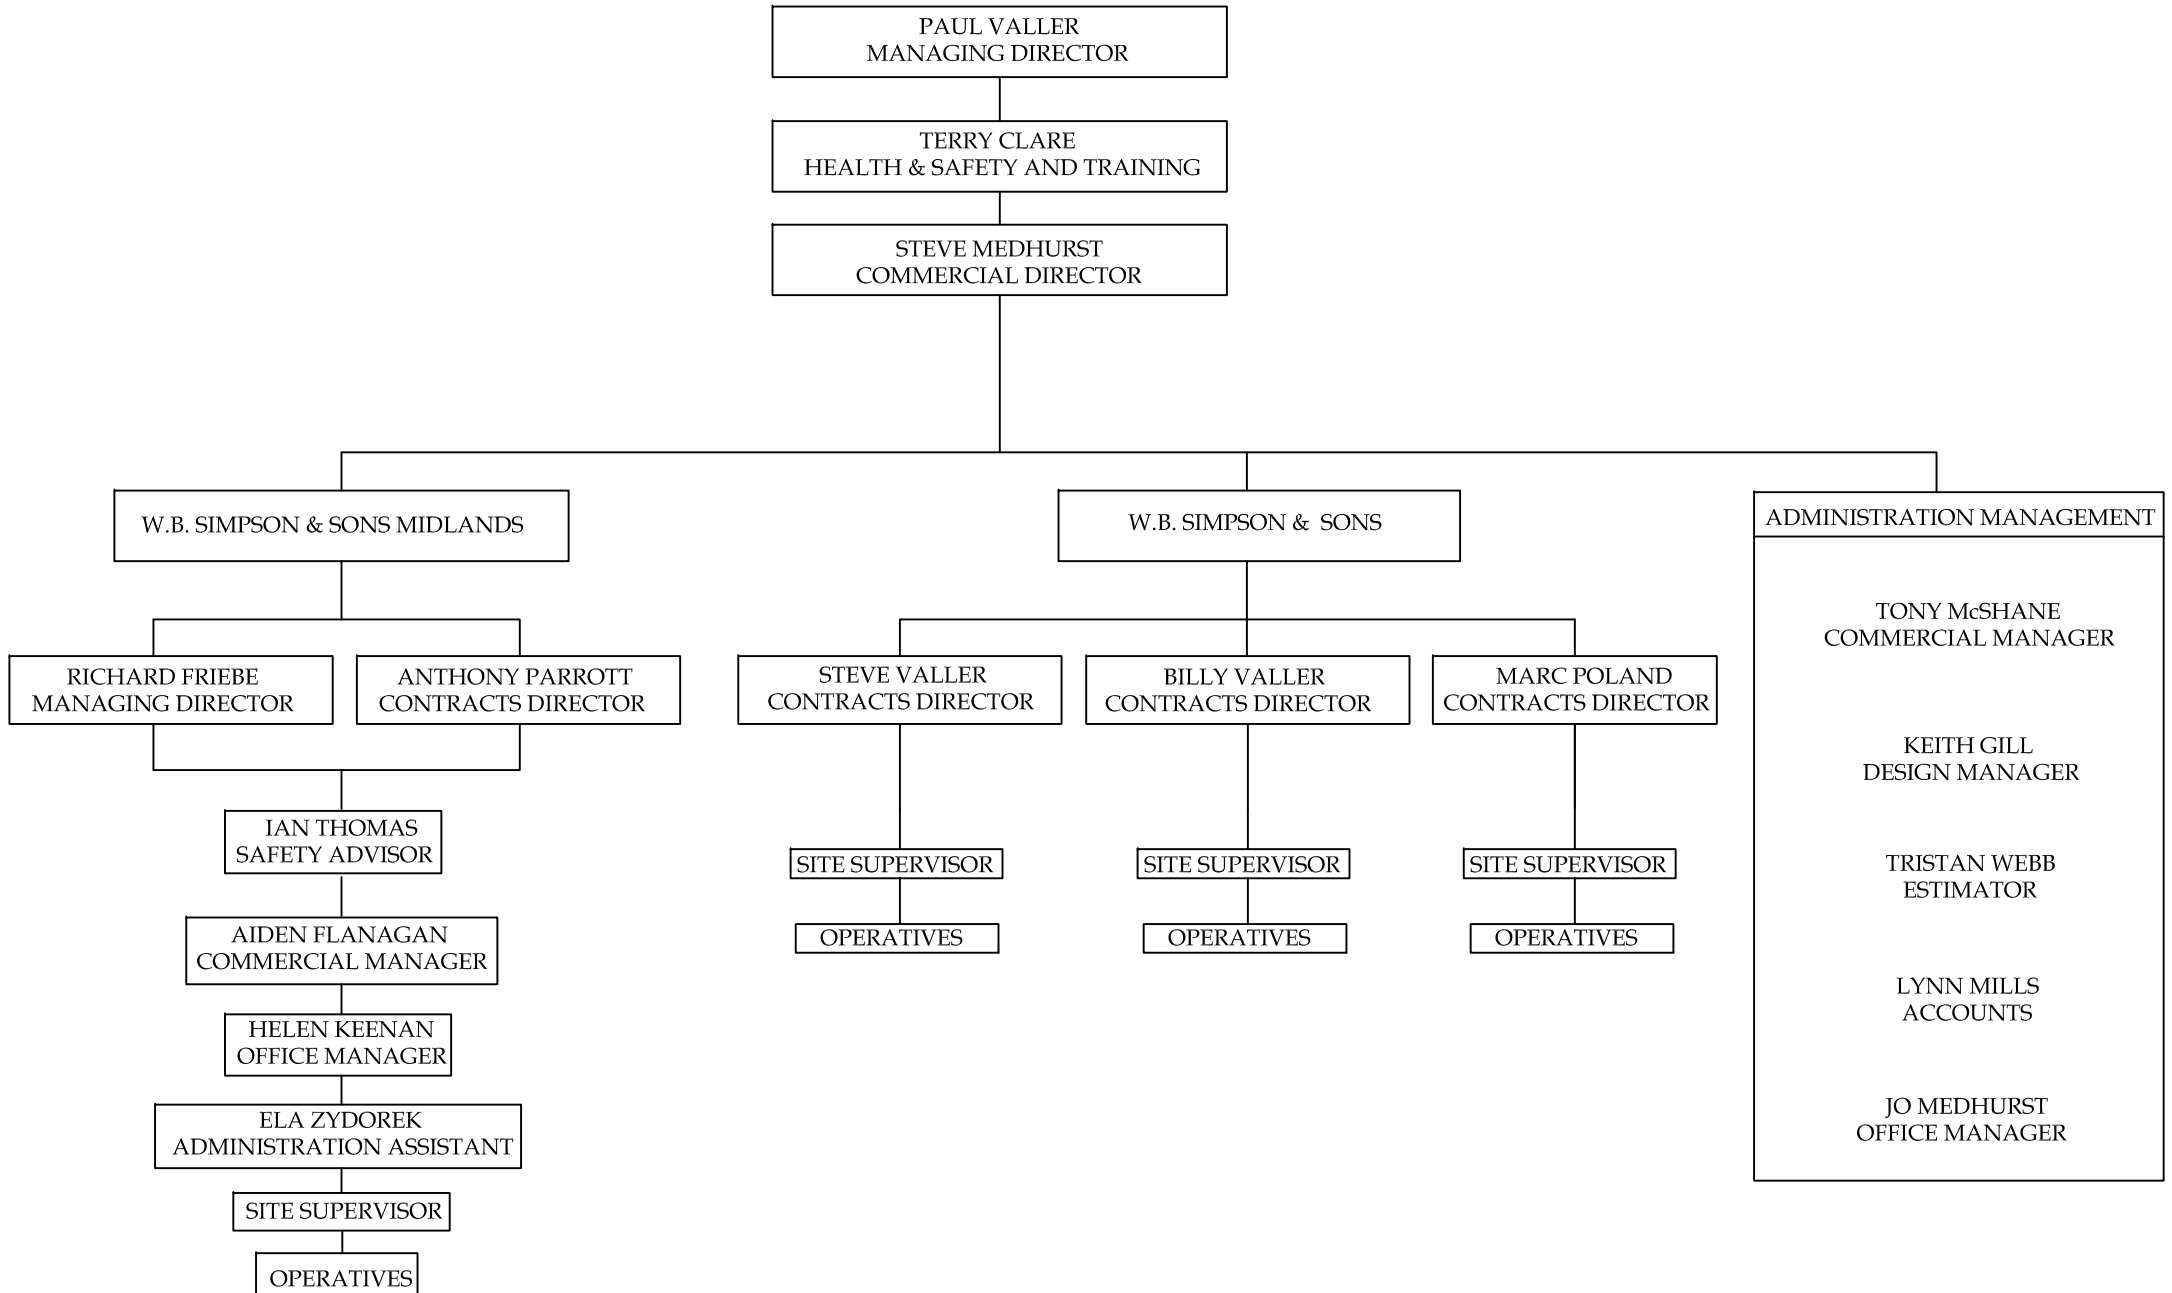 PAUL VALLER
MANAGING DIRECTOR
TERRY CLARE
HEALTH & SAFETY AND TRAINING
STEVE MEDHURST
COMMERCIAL DIRECTOR
W.B. SIMPSON & SONS MIDLANDS
RICHARD FRIEBE
MANAGING DIRECTOR
ANTHONY PARROTT
CONTRACTS DIRECTOR
IAN THOMAS
SAFETY ADVISOR
AIDEN FLANAGAN
COMMERCIAL MANAGER
HELEN KEENAN
OFFICE MANAGER
ELA ZYDOREK
ADMINISTRATION ASSISTANT
SITE SUPERVISOR
OPERATIVES
W.B. SIMPSON & SONS
STEVE VALLER
CONTRACTS DIRECTOR
SITE SUPERVISOR
OPERATIVES
BILLY VALLER
CONTRACTS DIRECTOR
SITE SUPERVISOR
OPERATIVES
MARC POLAND
CONTRACTS DIRECTOR
SITE SUPERVISOR
OPERATIVES
ADMINISTRATION MANAGEMENT
TONY McSHANE
COMMERCIAL MANAGER
KEITH GILL
DESIGN MANAGER
TRISTAN WEBB
ESTIMATOR
LYNN MILLS
ACCOUNTS
JO MEDHURST
OFFICE MANAGER